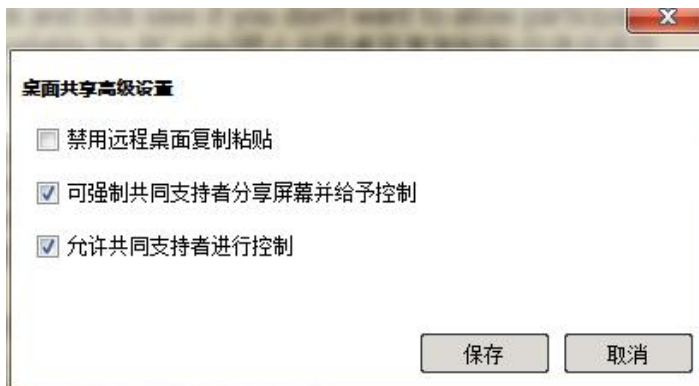 桌面共享高级设置
禁用远程桌面复制粘贴
可强制共同支持者分享屏幕并给予控制
允许共同支持者进行控制
保存
取消